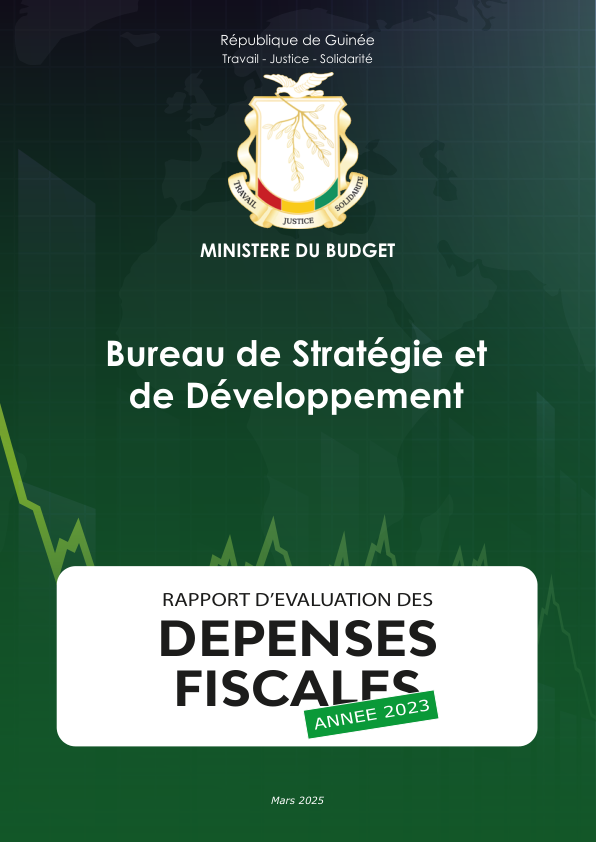 République de Guinée
Travail - Justice - Solidarité
TRAVAIL
JUSTICE
SOLIDARITE
MINISTERE DU BUDGET
Bureau de Stratégie et
de Développement
RAPPORT D’EVALUATION DES
DEPENSES
FISCALES
ANNEE 2023
Mars 2025